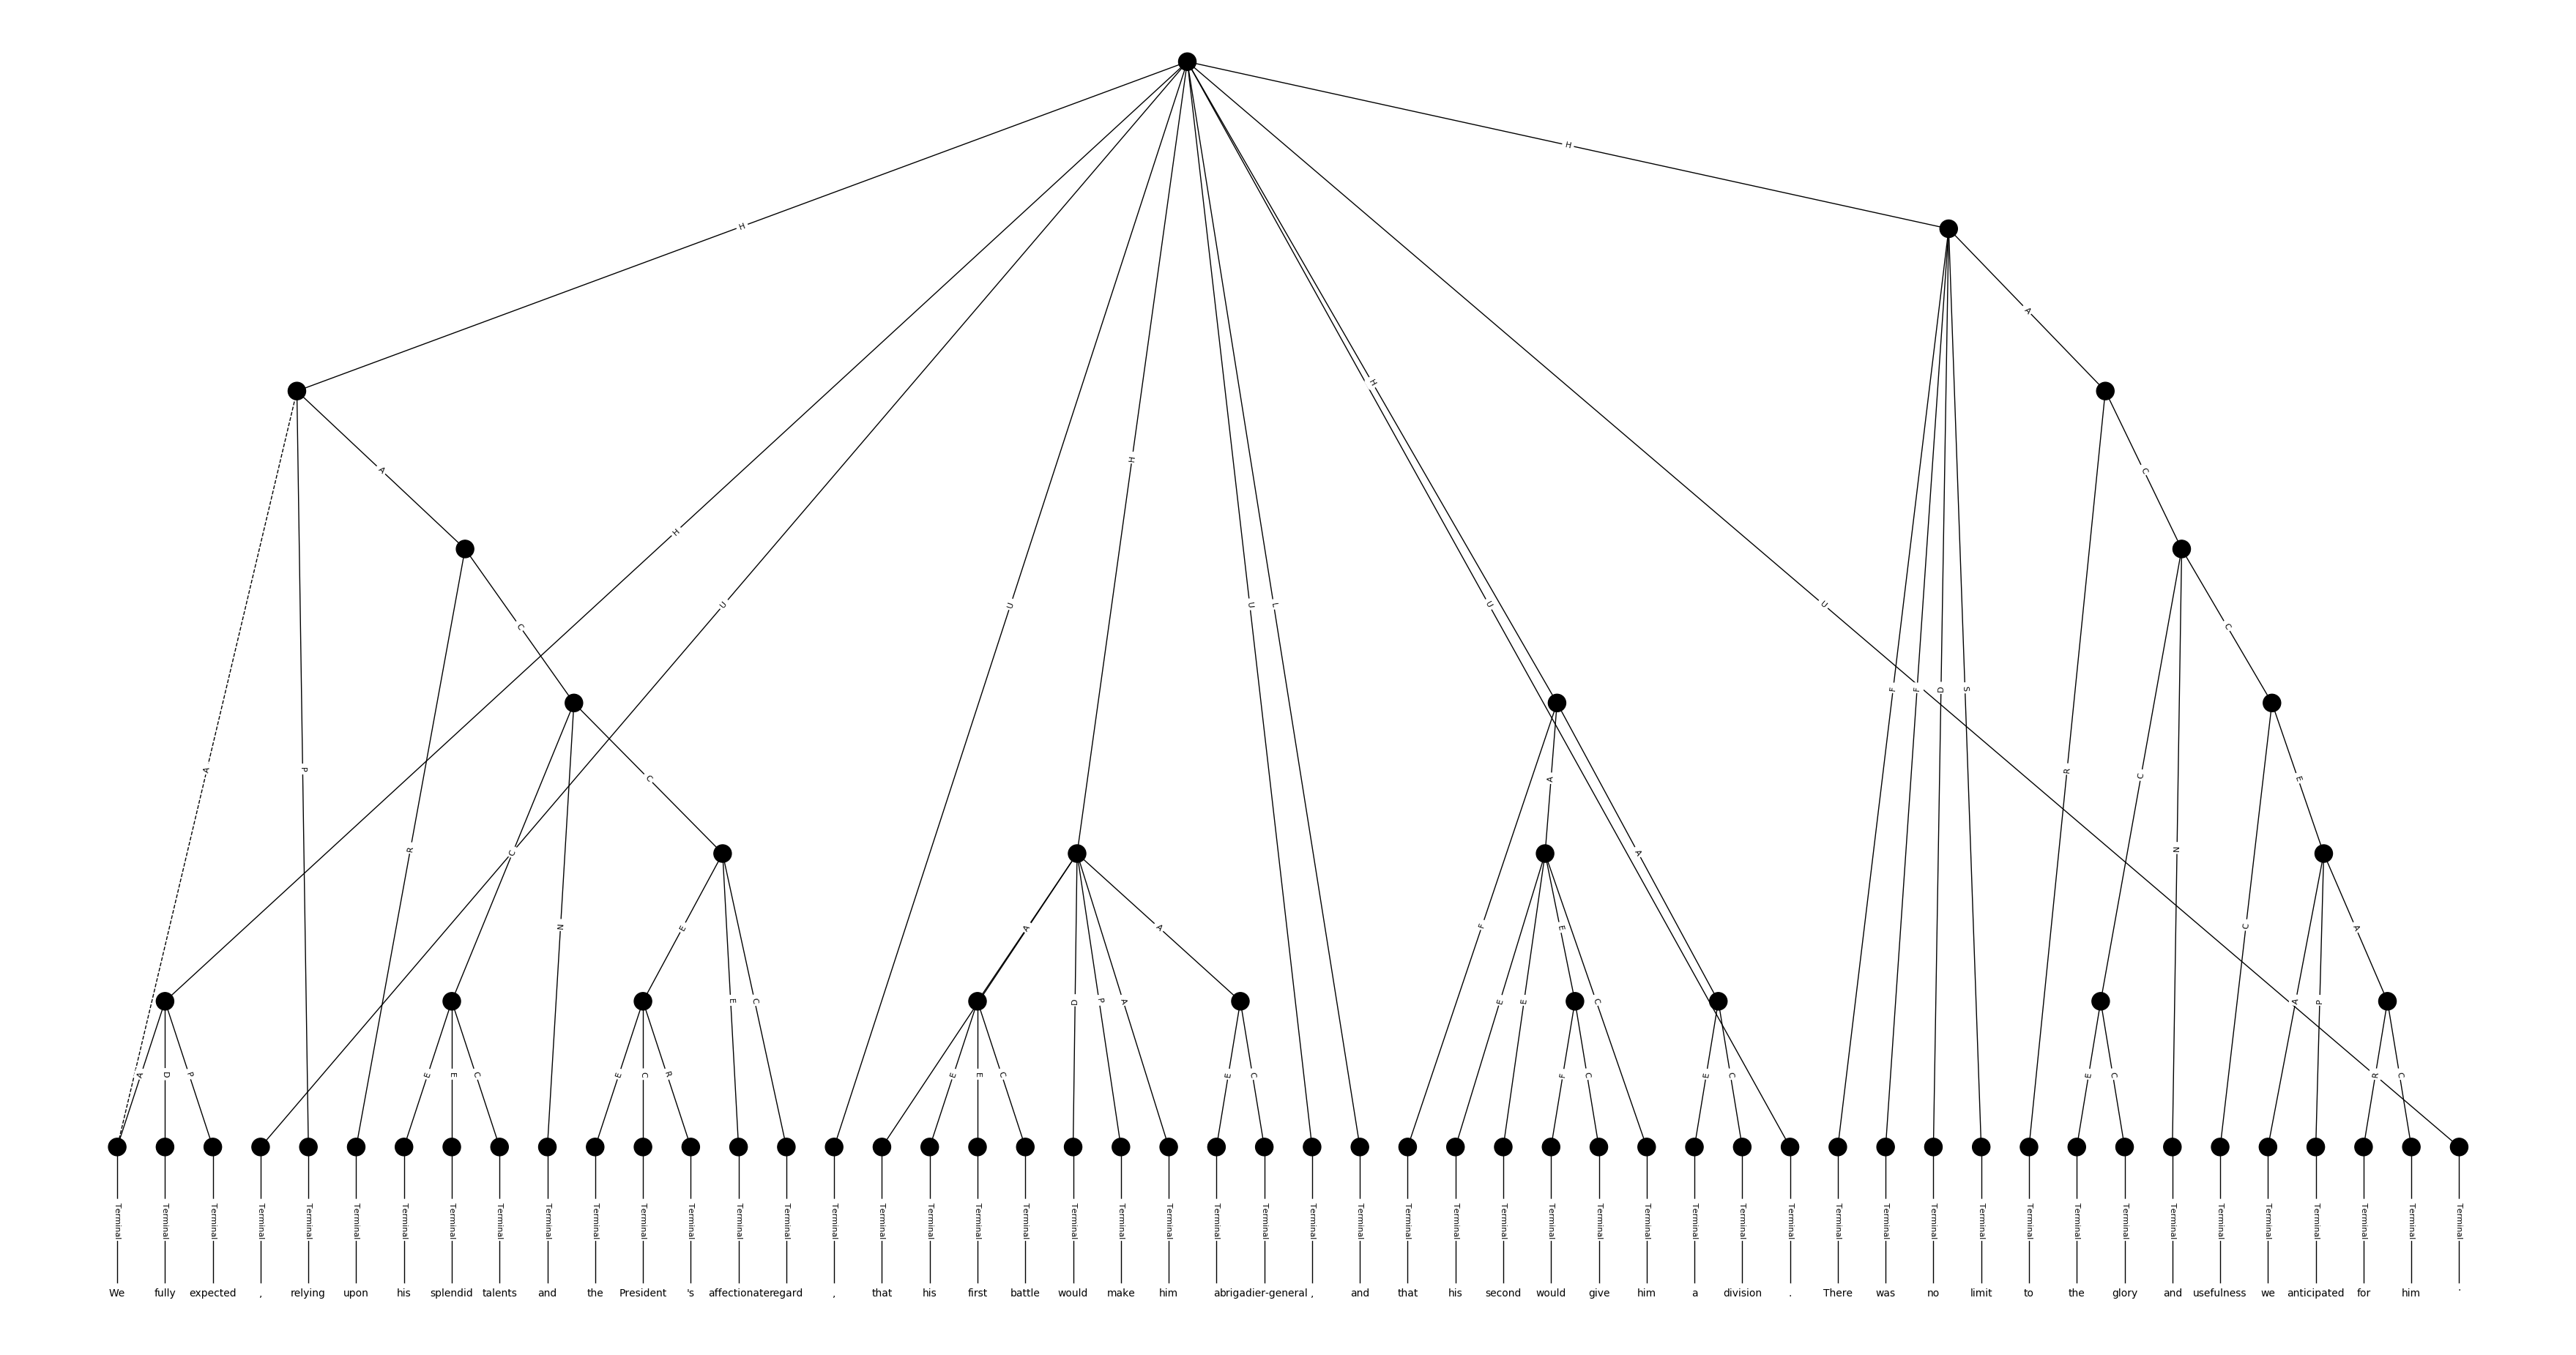 H
H
A
A
C
H
U
U
H
U
L
H
U
U
C
A
P
R
C
N
C
E
E
C
A
D
P
A
A
F
A
A
F
F
D
S
R
C
N
C
E
A
D
P
E
E
C
E
C
R
E
E
C
E
C
E
E
E
C
F
C
E
C
E
C
A
P
A
R
C
Terminal Terminal Terminal Terminal Terminal Terminal Terminal Terminal Terminal Terminal Terminal Terminal Terminal Terminal Terminal Terminal Terminal Terminal Terminal Terminal Terminal Terminal Terminal Terminal Terminal Terminal Terminal Terminal Terminal Terminal Terminal Terminal Terminal Terminal Terminal Terminal Terminal Terminal Terminal Terminal Terminal Terminal Terminal Terminal Terminal Terminal Terminal Terminal Terminal Terminal
We fully expected , relying upon his splendid talents and the President 's affectionate regard , that his first battle would make him a brigadier-general , and that his second would give him a division . There was no limit to the glory and usefulness we anticipated for him .